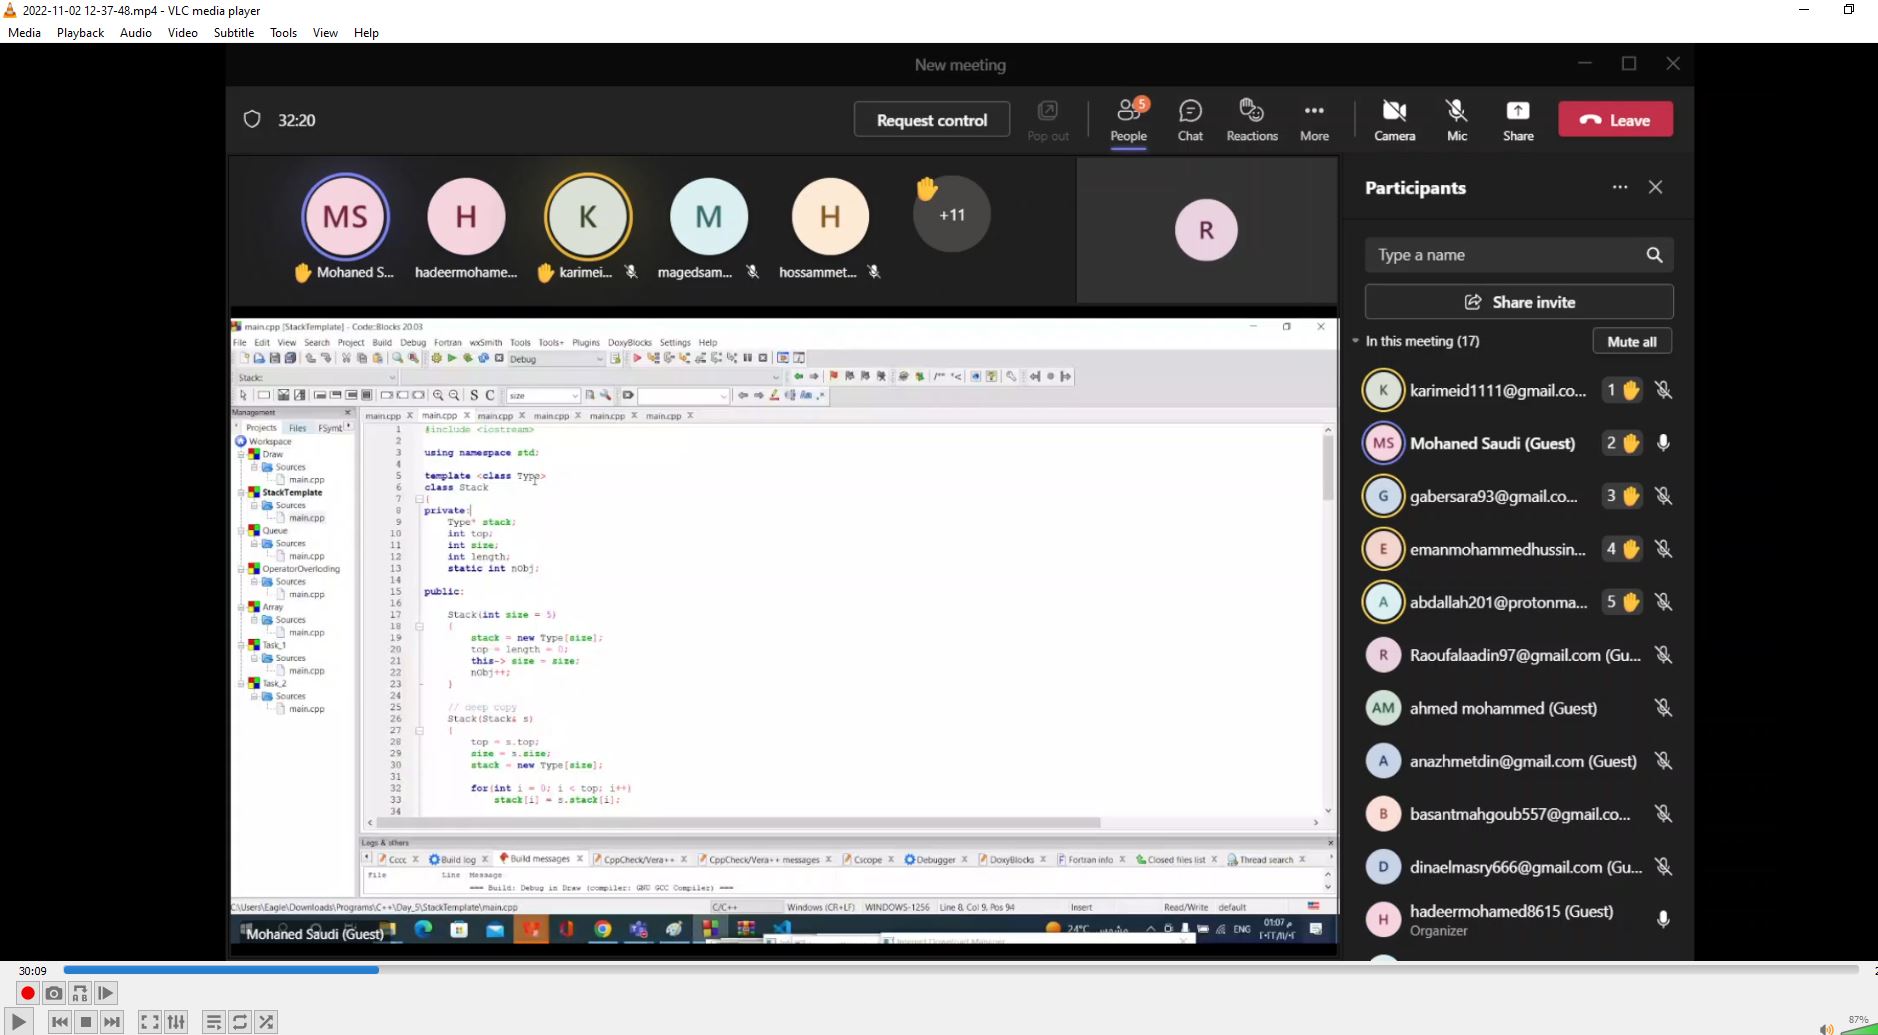 2022-11-02 12-37-48.mp4 - VLC media player
Media Playback Audio Video Subtitle Tools View Help
New meeting
32:20
Request control
Pop out
5
People
Chat
Reactions
More
Camera
Mic
Share
Leave
MS
H
K
M
H
+11
R
Mohaned S...
hadeermohame...
karimei...
magedsam...
hossammet...
Participants
Type a name
Share invite
In this meeting (17)
Mute all
K karimeid1111@gmail.co... 1
MS Mohaned Saudi (Guest) 2
G gabersara93@gmail.co... 3
E emanmohammedhussin... 4
A abdallah201@protonma... 5
R Raoufalaadin97@gmail.com (Gu...
AM ahmed mohammed (Guest)
A anazhmetdin@gmail.com (Guest)
B basantmahgoub557@gmail.co...
D dinaelmasry666@gmail.com (Gu...
H hadeermohamed8615 (Guest)
Organizer
main.cpp [StackTemplate] - Code::Blocks 20.03
File Edit View Search Project Build Debug Fortran wxSmith Tools Tools+ Plugins DoxyBlocks Settings Help
Debug
Stack:
S C size
Management
Projects Files FSymt
Workspace
Draw
Sources
main.cpp
StackTemplate
Sources
main.cpp
Queue
Sources
main.cpp
OperatorOverloding
Sources
main.cpp
Array
Sources
main.cpp
Task_1
Sources
main.cpp
Task_2
Sources
main.cpp
main.cpp main.cpp main.cpp main.cpp main.cpp main.cpp
1 #include <iostream>
2
3 using namespace std;
4
5 template <class Type>
6 class Stack
7 {
8 private:
9 Type* stack;
10 int top;
11 int size;
12 int length;
13 static int nObj;
14
15 public:
16
17 Stack(int size = 5)
18 {
19 stack = new Type[size];
20 top = length = 0;
21 this-> size = size;
22 nObj++;
23 }
24
25 // deep copy
26 Stack(Stack& s)
27 {
28 top = s.top;
29 size = s.size;
30 stack = new Type[size];
31
32 for(int i = 0; i < top; i++)
33 stack[i] = s.stack[i];
34
Logs & others
Cccc Build log Build messages CppCheck/Vera++ CppCheck/Vera++ messages Cscope Debugger DoxyBlocks Fortran info Closed files list Thread search
File Line Message
=== Build: Debug in Draw (compiler: GNU GCC Compiler) ===
C:\Users\Eagle\Downloads\Programs\C++\Day_5\StackTemplate\main.cpp C/C++ Windows (CR+LF) WINDOWS-1256 Line 8, Col 9, Pos 94 Insert Read/Write default
Mohaned Saudi (Guest)
24°C
ENG
01:07 م
Internet Download Manager
30:09
87%